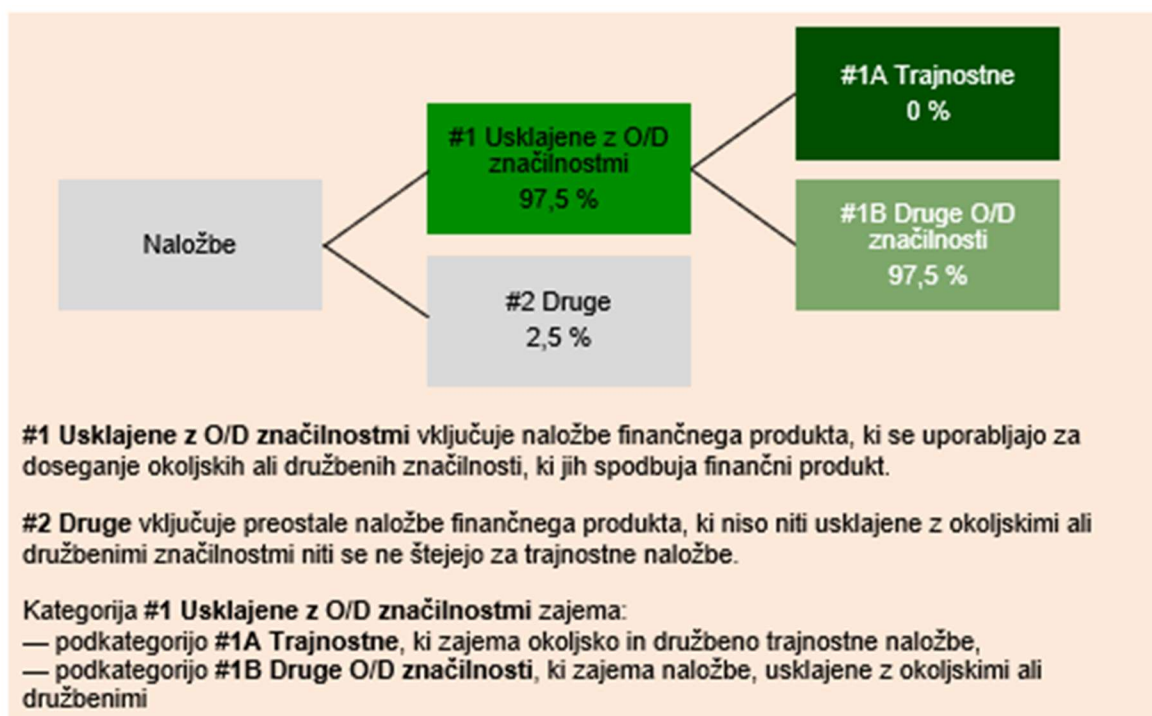 #1A Trajnostne
0 %
#1 Usklajene z O/D
značilnostmi
97,5 %
Naložbe
#1B Druge O/D
značilnosti
97,5 %
#2 Druge
2,5 %
#1 Usklajene z O/D značilnostmi vključuje naložbe finančnega produkta, ki se uporabljajo za
doseganje okoljskih ali družbenih značilnosti, ki jih spodbuja finančni produkt.
#2 Druge vključuje preostale naložbe finančnega produkta, ki niso niti usklajene z okoljskimi ali
družbenimi značilnostmi niti se ne štejejo za trajnostne naložbe.
Kategorija #1 Usklajene z O/D značilnostmi zajema:
— podkategorijo #1A Trajnostne, ki zajema okoljsko in družbeno trajnostne naložbe,
— podkategorijo #1B Druge O/D značilnosti, ki zajema naložbe, usklajene z okoljskimi ali
družbenimi